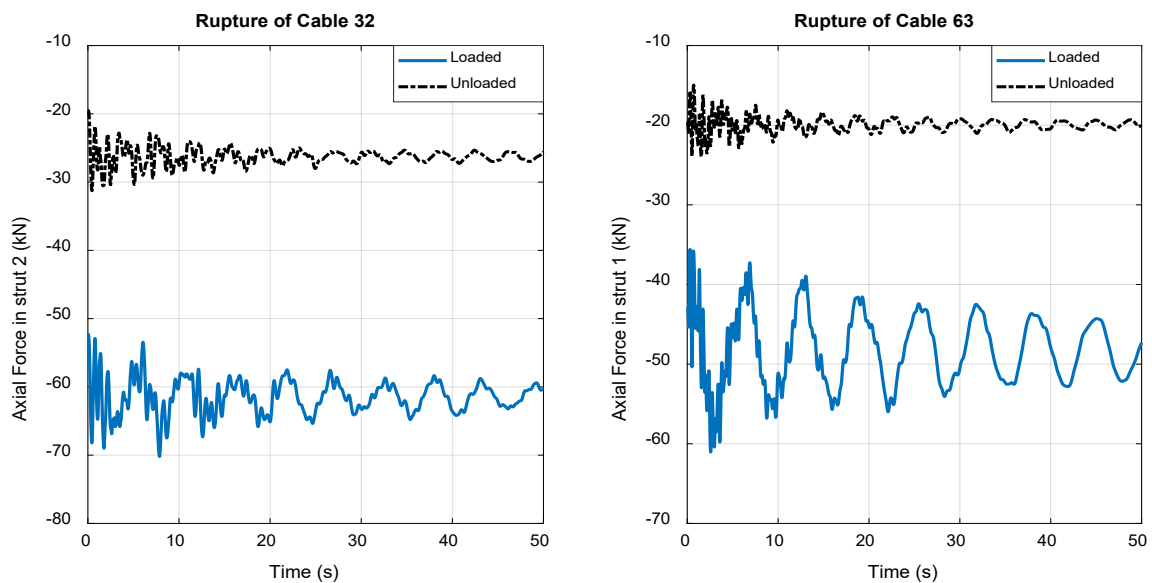 Rupture of Cable 32
-10
-20
-30
-40
-50
-60
-70
-80
Axial Force in strut 2 (kN)
0 10 20 30 40 50
Time (s)
Loaded
Unloaded
Rupture of Cable 63
-10
-20
-30
-40
-50
-60
-70
Axial Force in strut 1 (kN)
0 10 20 30 40 50
Time (s)
Loaded
Unloaded